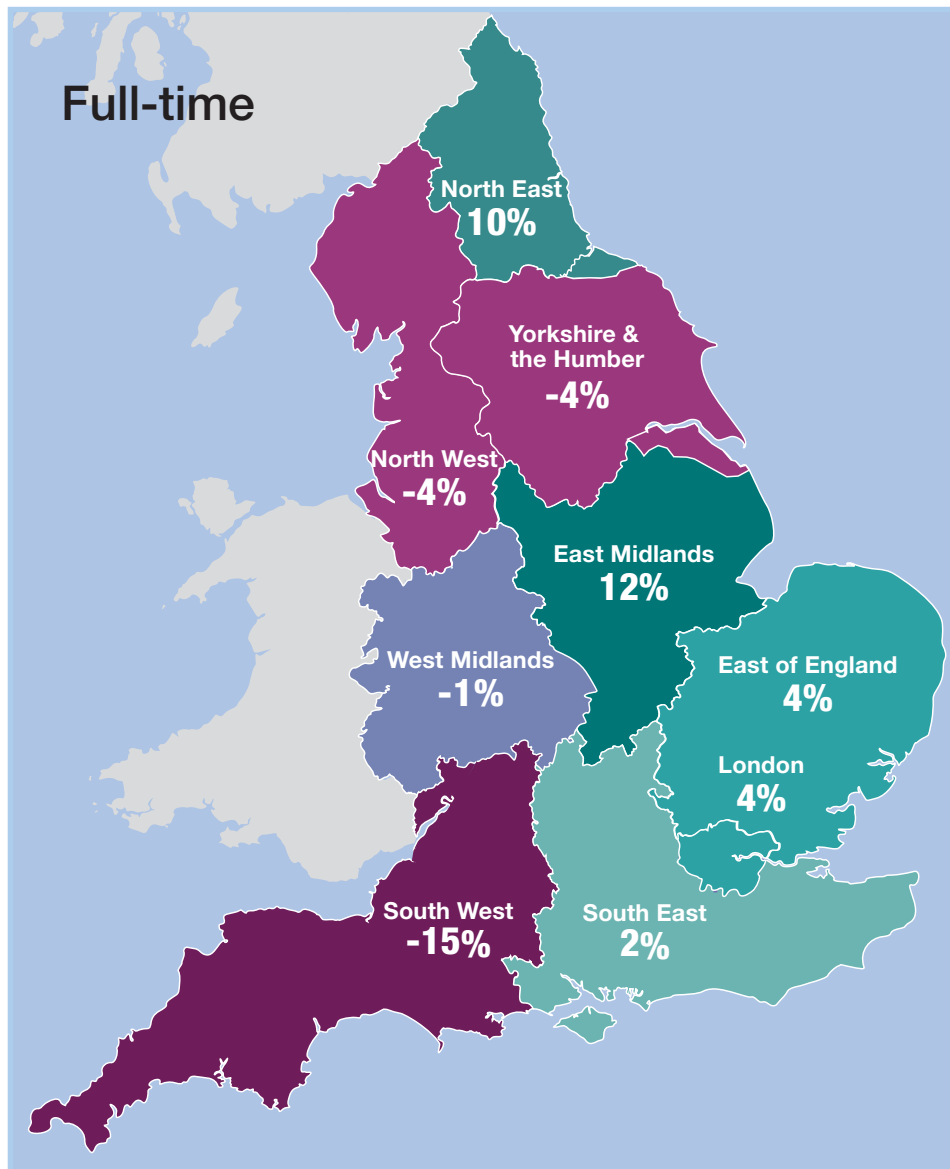 Full-time
North East
10%
Yorkshire &
the Humber
-4%
North West
-4%
East Midlands
12%
West Midlands
-1%
East of England
4%
London
4%
South West
-15%
South East
2%